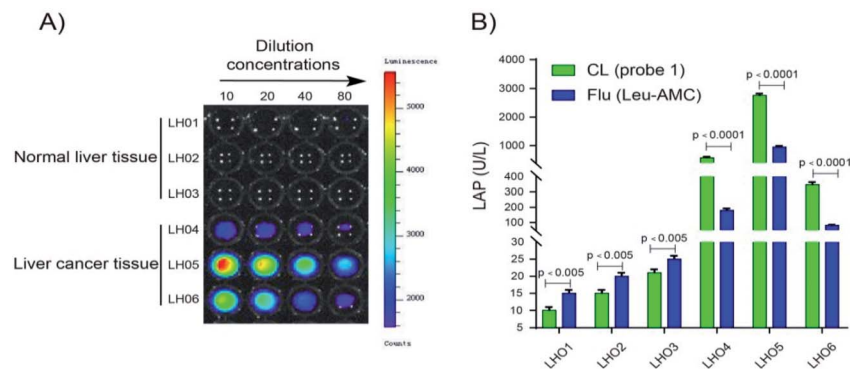 A)
Dilution
concentrations
10 20 40 80
Normal liver tissue
LH01
LH02
LH03
Liver cancer tissue
LH04
LH05
LH06
Luminescence
5000
4000
3000
2000
Counts
B)
CL (probe 1)
Flu (Leu-AMC)
LAP (U/L)
4000
3000
2000
1000
400
300
200
100
30
25
20
15
10
5
p < 0.005
p < 0.005
p < 0.005
p < 0.0001
p < 0.0001
p < 0.0001
LHO1 LHO2 LHO3 LHO4 LHO5 LHO6